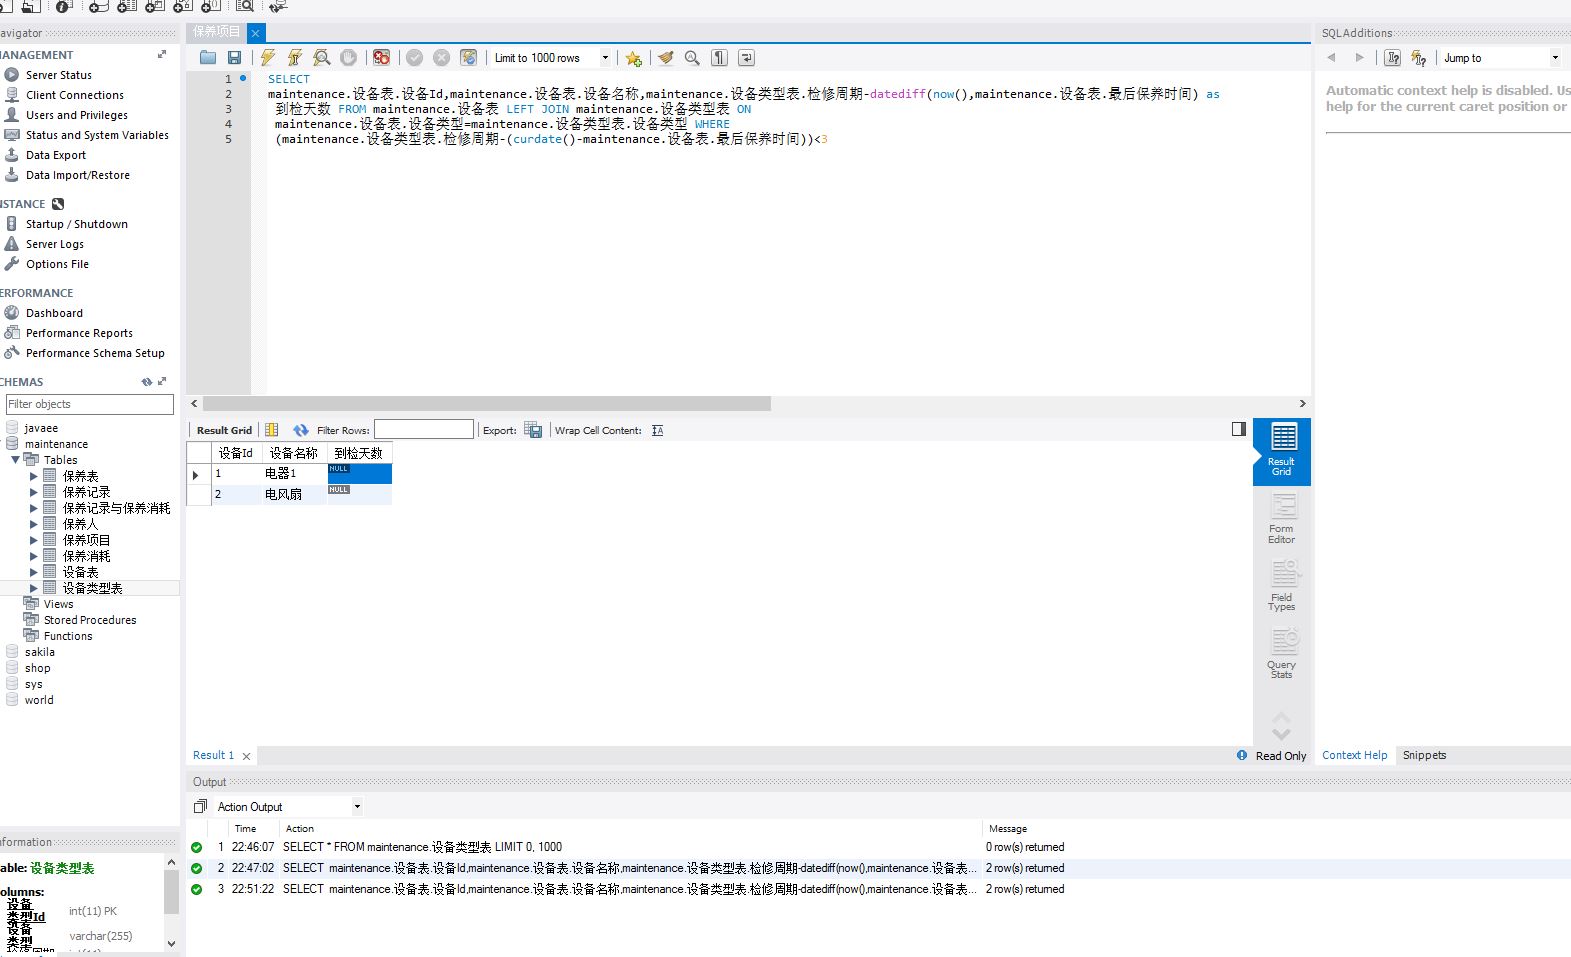 avigator
MANAGEMENT
Server Status
Client Connections
Users and Privileges
Status and System Variables
Data Export
Data Import/Restore
NSTANCE
Startup / Shutdown
Server Logs
Options File
ERFORMANCE
Dashboard
Performance Reports
Performance Schema Setup
CHEMAS
Filter objects
javaee
maintenance
Tables
保养表
保养记录
保养记录与保养消耗
保养人
保养项目
保养消耗
设备表
设备类型表
Views
Stored Procedures
Functions
sakila
shop
sys
world
nformation
able: 设备类型表
olumns:
设备
类型Id int(11) PK
设备
类型 varchar(255)
检修周期 int(11)
保养项目
Limit to 1000 rows
1 SELECT
2 maintenance.设备表.设备Id,maintenance.设备表.设备名称,maintenance.设备类型表.检修周期-datediff(now(),maintenance.设备表.最后保养时间) as
3 到检天数 FROM maintenance.设备表 LEFT JOIN maintenance.设备类型表 ON
4 maintenance.设备表.设备类型=maintenance.设备类型表.设备类型 WHERE
5 (maintenance.设备类型表.检修周期-(curdate()-maintenance.设备表.最后保养时间))<3
Result Grid Filter Rows: Export: Wrap Cell Content:
设备Id 设备名称 到检天数
1 电器1 NULL
2 电风扇 NULL
Result
Grid
Form
Editor
Field
Types
Query
Stats
Result 1
Read Only
Output
Action Output
Time Action Message
1 22:46:07 SELECT * FROM maintenance.设备类型表 LIMIT 0, 1000 0 row(s) returned
2 22:47:02 SELECT maintenance.设备表.设备Id,maintenance.设备表.设备名称,maintenance.设备类型表.检修周期-datediff(now(),maintenance.设备表... 2 row(s) returned
3 22:51:22 SELECT maintenance.设备表.设备Id,maintenance.设备表.设备名称,maintenance.设备类型表.检修周期-datediff(now(),maintenance.设备表... 2 row(s) returned
SQLAdditions
Jump to
Automatic context help is disabled. Us
help for the current caret position or
Context Help Snippets